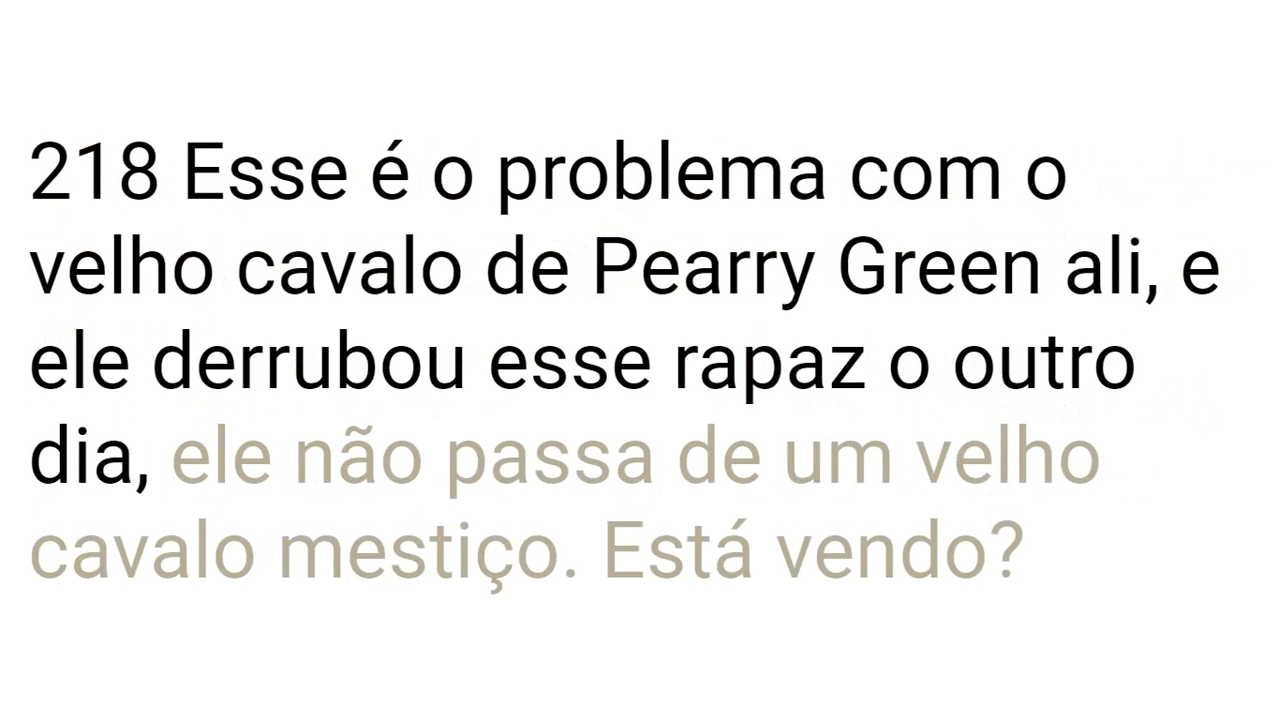 218 Esse é o problema com o
velho cavalo de Pearry Green ali, e
ele derrubou esse rapaz o outro
dia, ele não passa de um velho
cavalo mestiço. Está vendo?